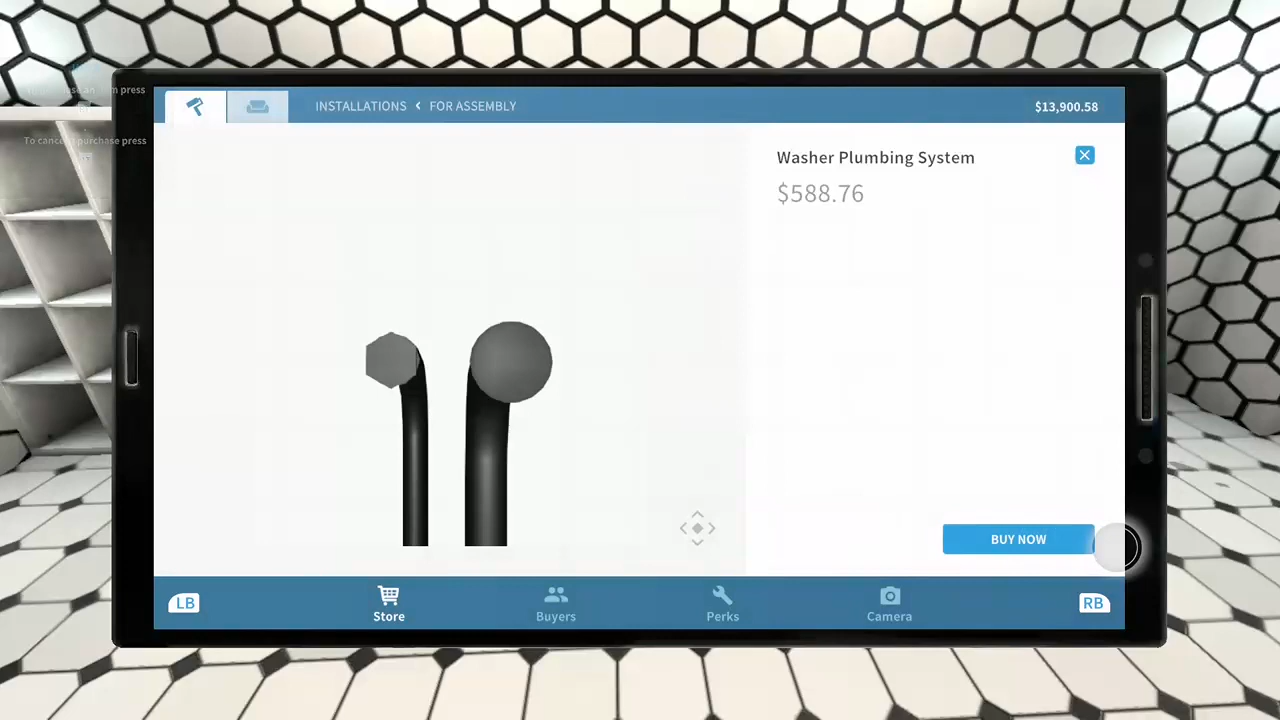 INSTALLATIONS < FOR ASSEMBLY
$13,900.58
press
To cancel purchase press
Washer Plumbing System
$588.76
BUY NOW
LB
Store
Buyers
Perks
Camera
RB